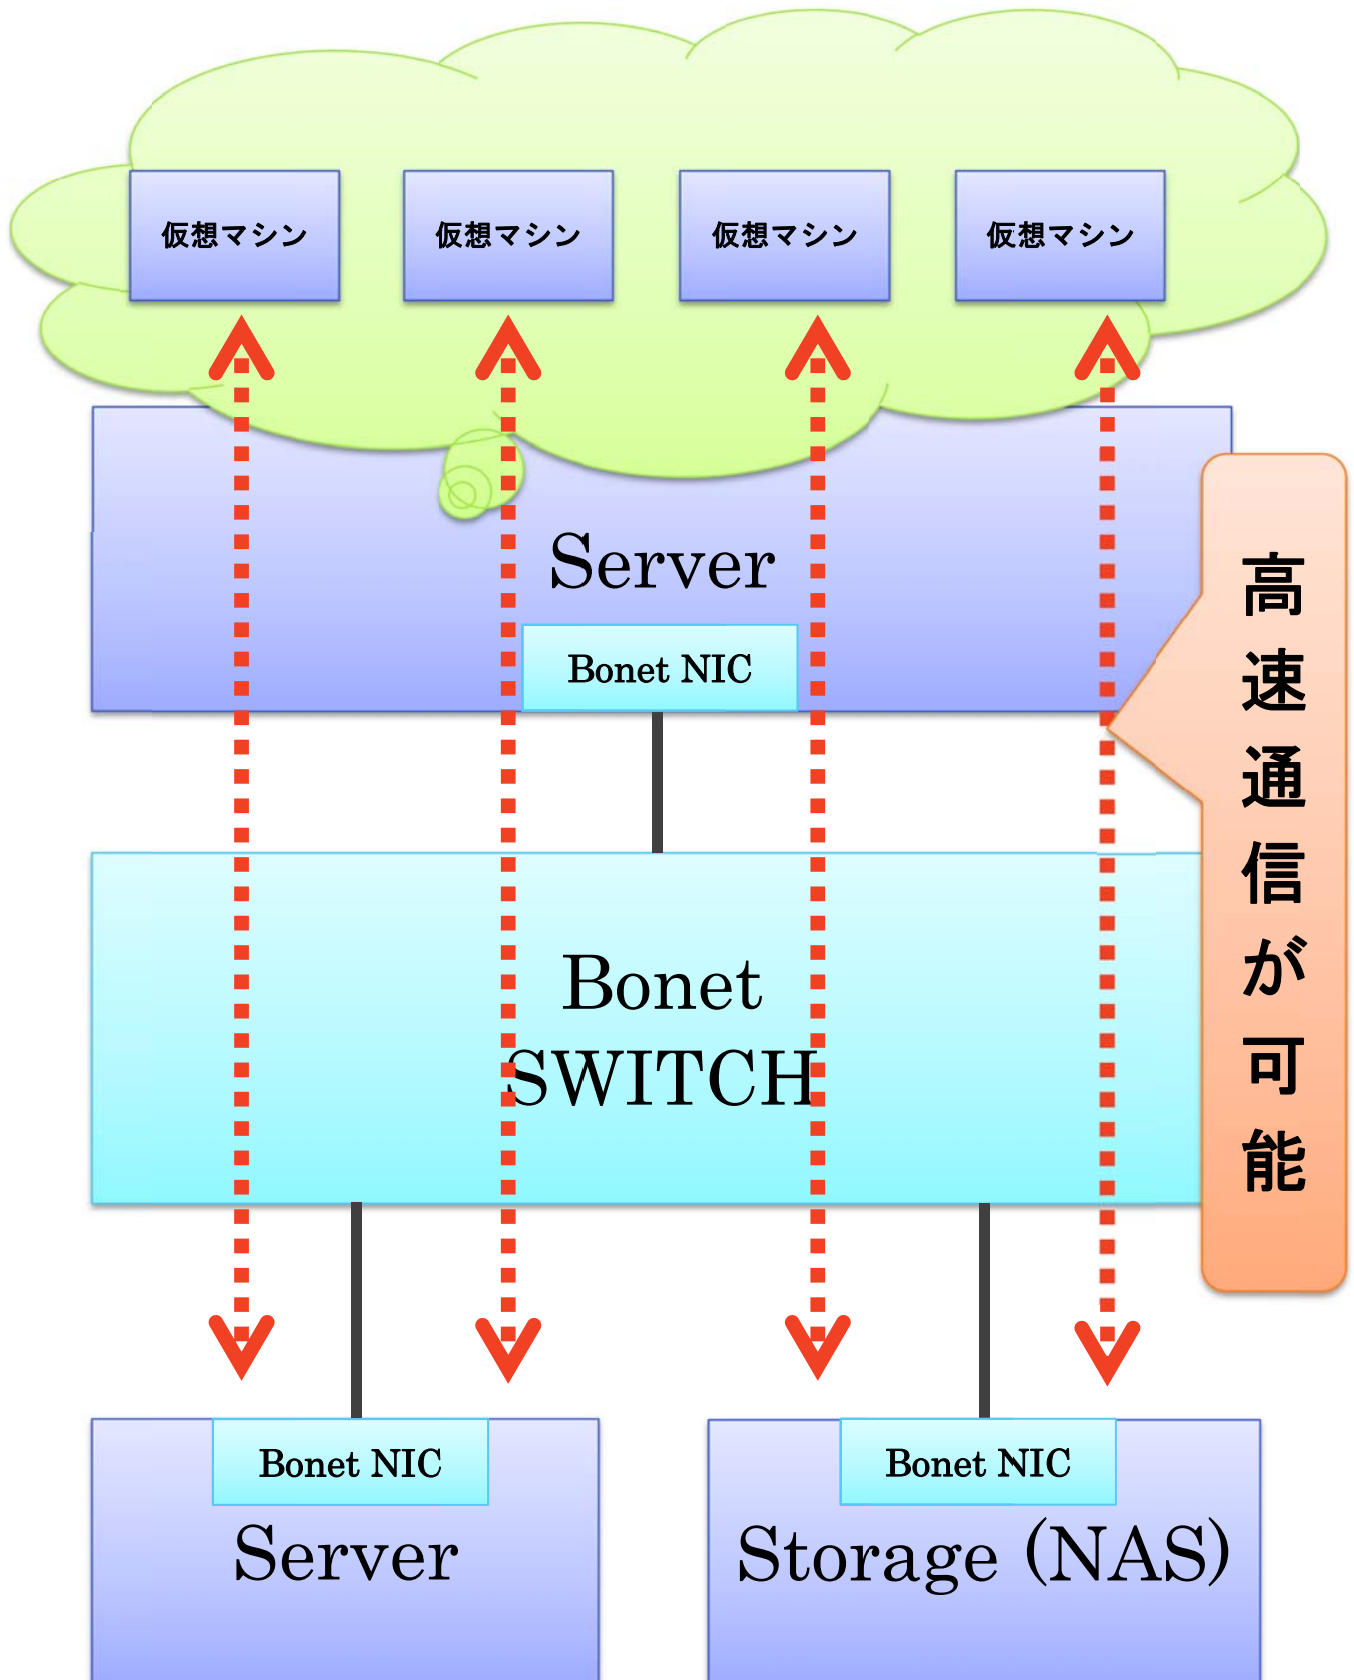 仮想マシン
仮想マシン
仮想マシン
仮想マシン
Server
Bonet NIC
高速通信が可能
Bonet
SWITCH
Bonet NIC
Server
Bonet NIC
Storage (NAS)